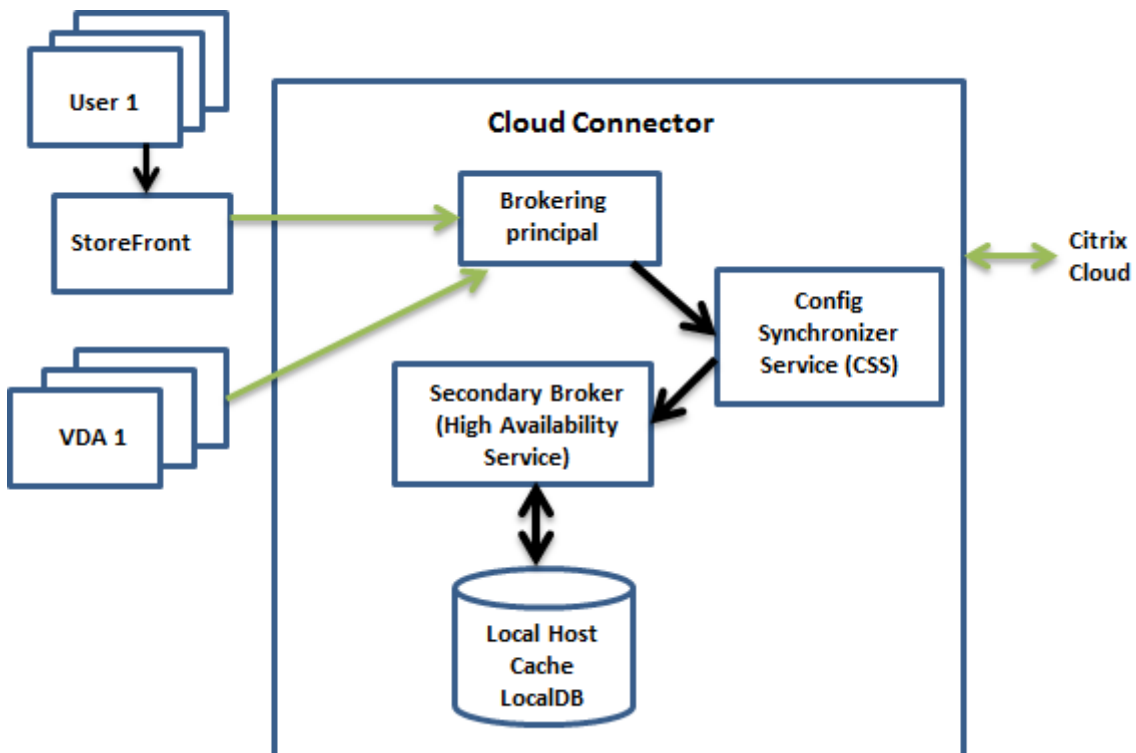 User 1
Cloud Connector
StoreFront
Brokering
principal
Citrix
Cloud
Config
Synchronizer
Service (CSS)
Secondary Broker
(High Availability
Service)
VDA 1
Local Host
Cache
LocalDB